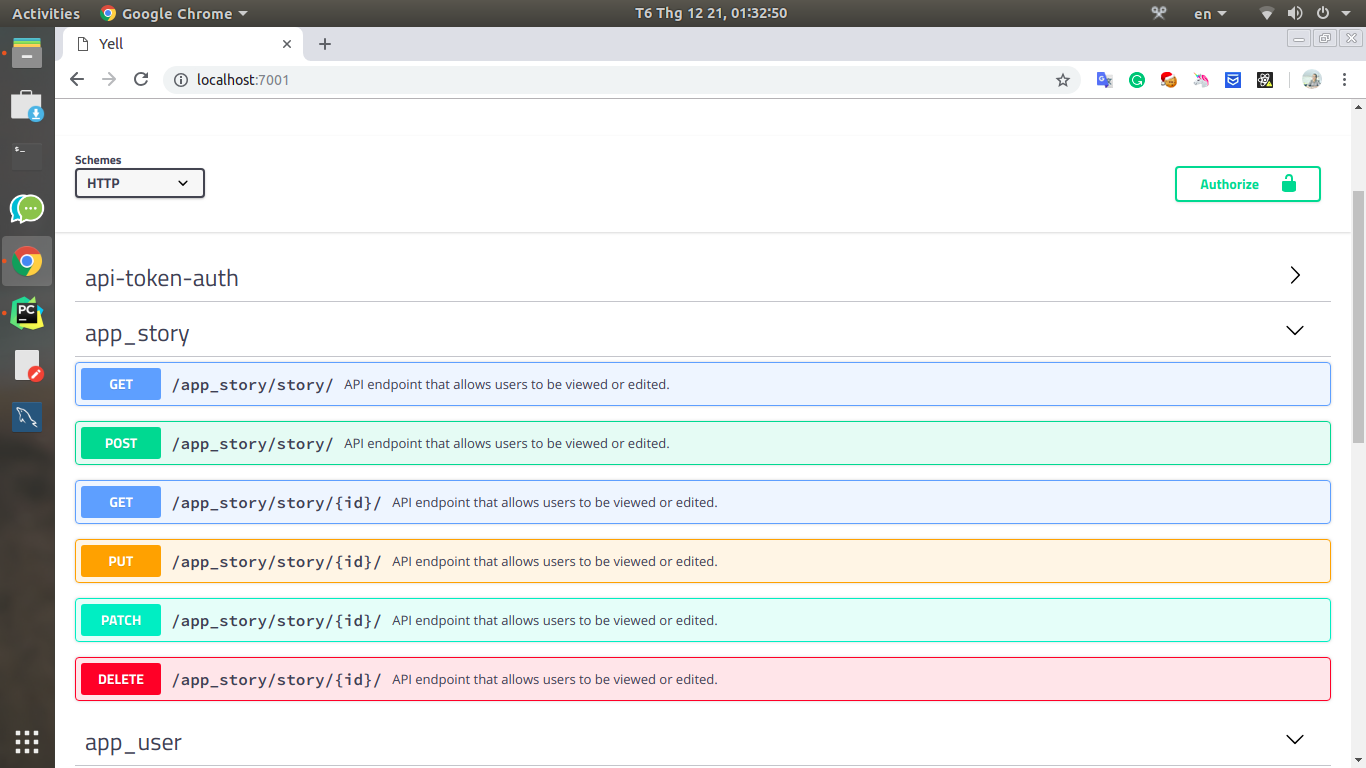 Activities Google Chrome T6 Thg 12 21, 01:32:50 en
Yell
localhost:7001
Schemes
HTTP
Authorize
api-token-auth
app_story
GET /app_story/story/ API endpoint that allows users to be viewed or edited.
POST /app_story/story/ API endpoint that allows users to be viewed or edited.
GET /app_story/story/{id}/ API endpoint that allows users to be viewed or edited.
PC
PUT /app_story/story/{id}/ API endpoint that allows users to be viewed or edited.
PATCH /app_story/story/{id}/ API endpoint that allows users to be viewed or edited.
DELETE /app_story/story/{id}/ API endpoint that allows users to be viewed or edited.
app_user